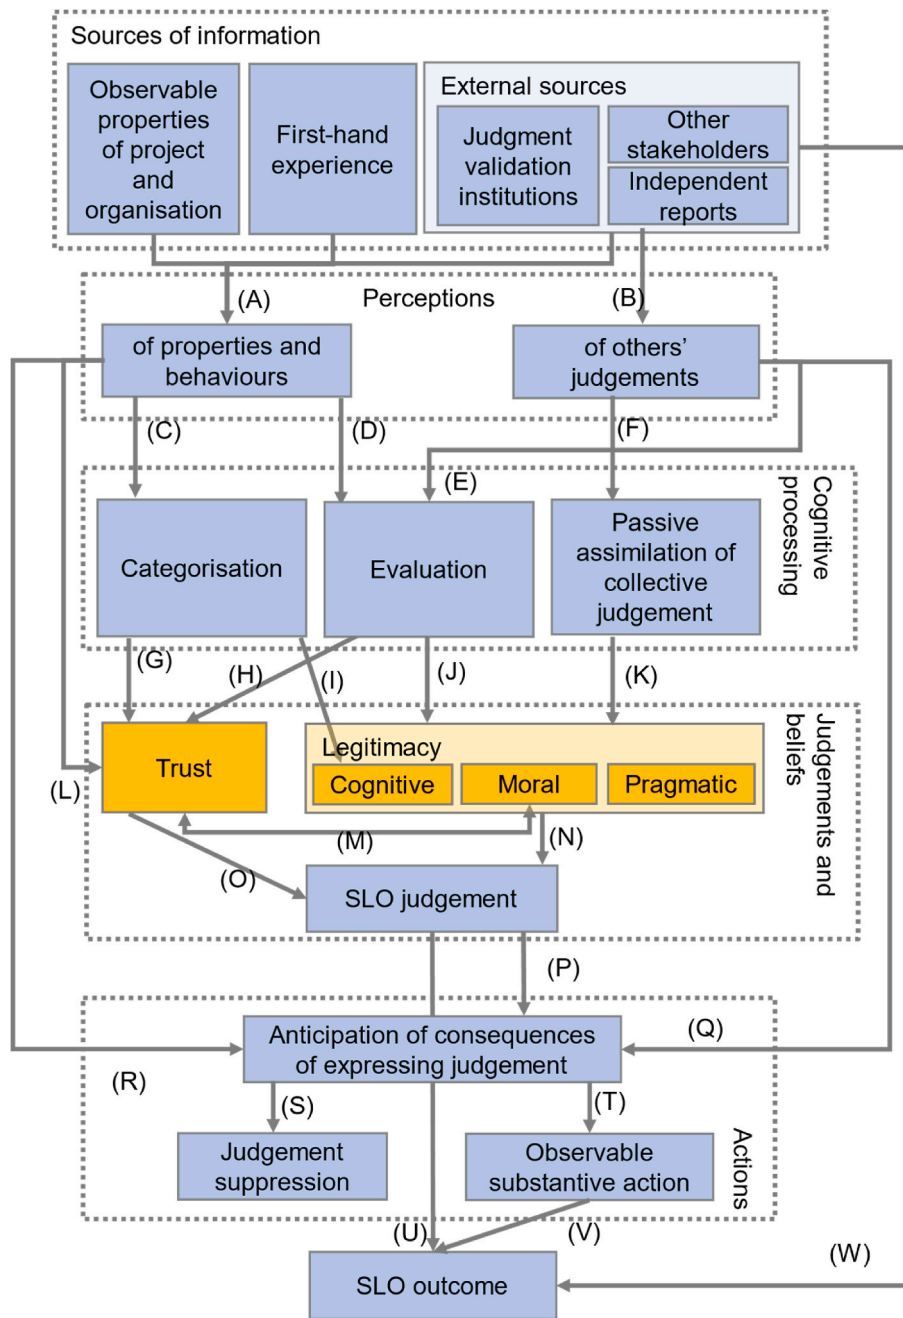 Sources of information
Observable
properties
of project
and
organisation
First-hand
experience
External sources
Judgment
validation
institutions
Other
stakeholders
Independent
reports
(A)
Perceptions
(B)
of properties and
behaviours
of others'
judgements
(C)
(D)
(F)
(E)
Cognitive
processing
Categorisation
Evaluation
Passive
assimilation of
collective
judgement
(G)
(H)
(I)
(J)
(K)
Judgements and
beliefs
Trust
Legitimacy
Cognitive
Moral
Pragmatic
(L)
(M)
(N)
(O)
SLO judgement
(P)
Anticipation of consequences
of expressing judgement
(Q)
(R)
(S)
(T)
Judgement
suppression
Observable
substantive action
Actions
(U)
(V)
(W)
SLO outcome